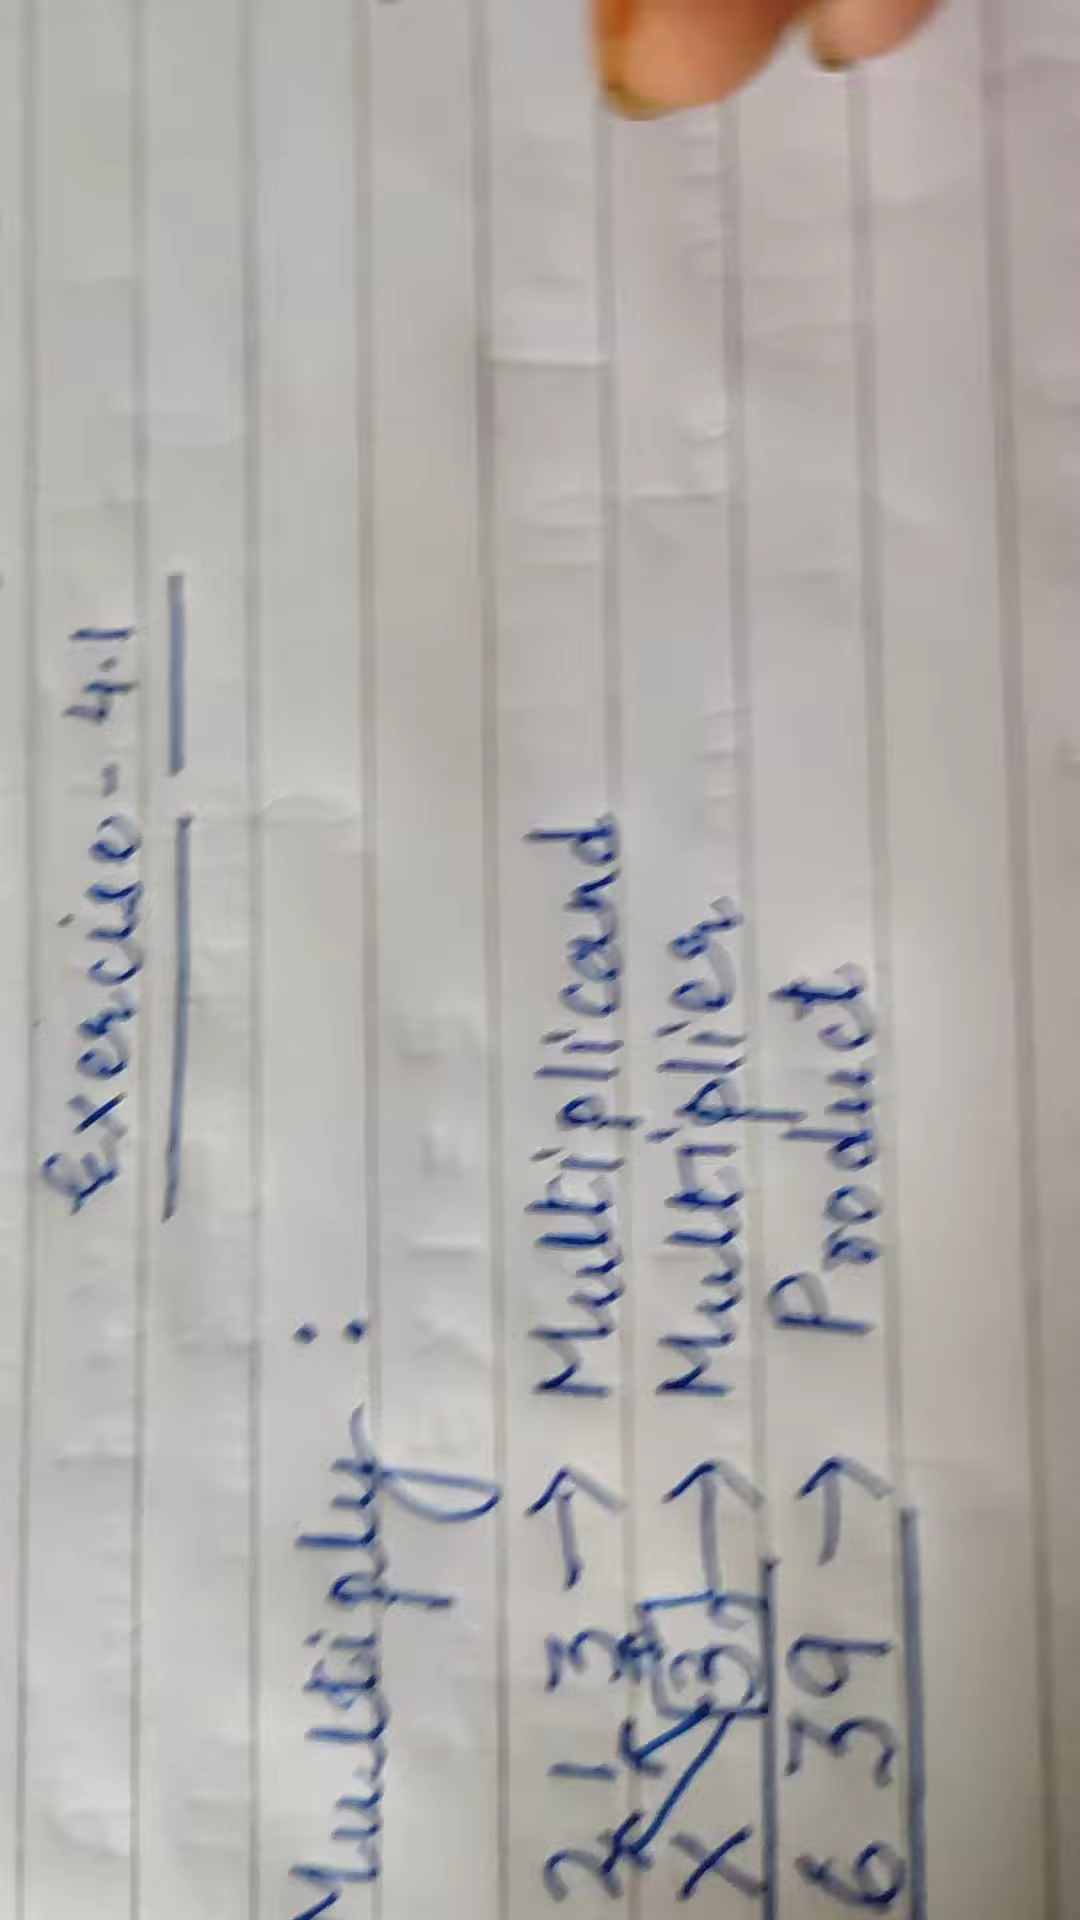 Exercise - 4.1
Multiply :
213 → Multiplicand
X 3 → Multiplier
639 → Product